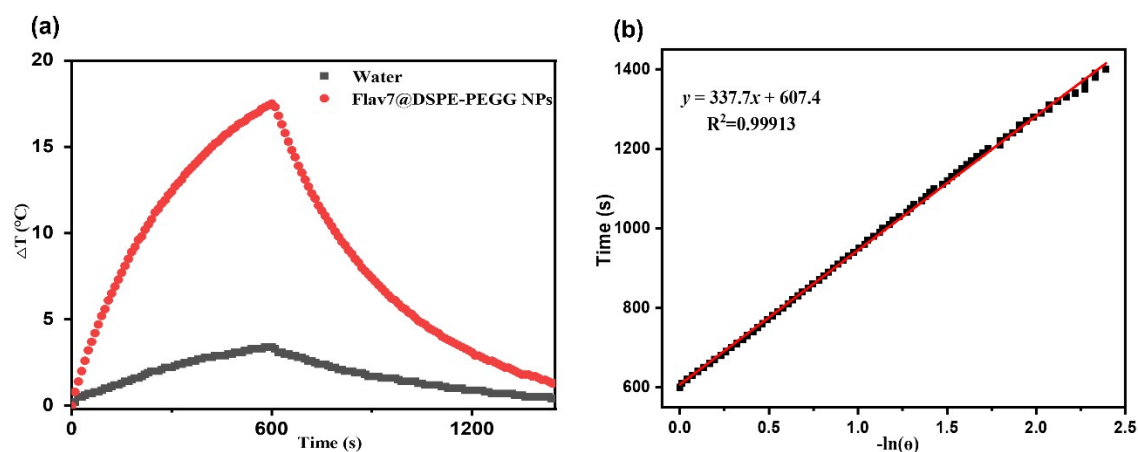 (a)
20
15
10
5
0
0
600
1200
△T (°C)
Time (s)
Water
Flav7@DSPE-PEGG NPs
(b)
1400
1200
1000
800
600
0.0
0.5
1.0
1.5
2.0
2.5
Time (s)
-ln(ɵ)
y = 337.7x + 607.4
R²=0.99913